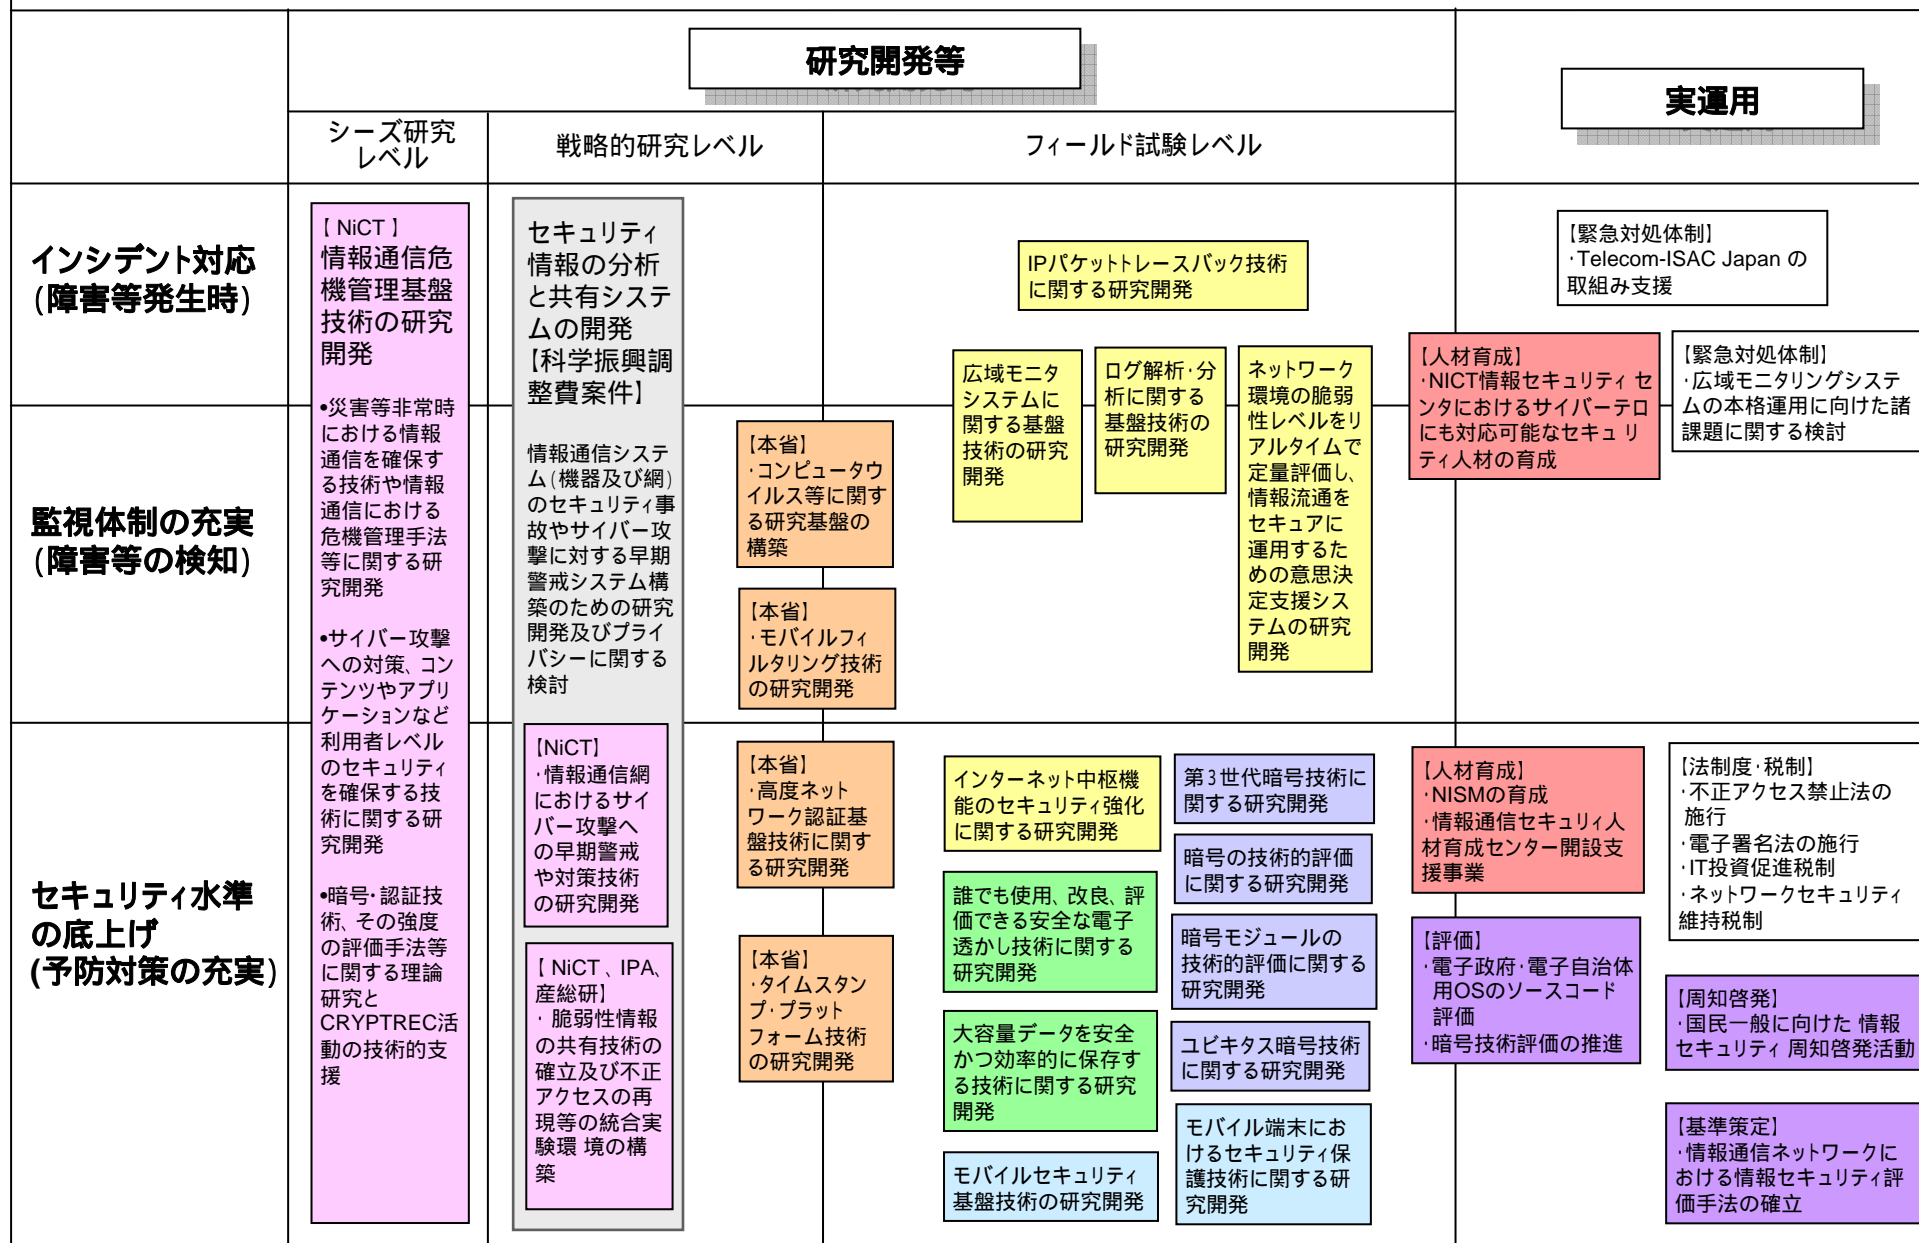 研究開発等
実運用
シーズ研究
レベル
戦略的研究レベル
フィールド試験レベル
インシデント対応
(障害等発生時)
監視体制の充実
(障害等の検知)
セキュリティ水準
の底上げ
(予防対策の充実)
【NiCT】
情報通信危
機管理基盤
技術の研究
開発
•災害等非常時
における情報
通信を確保す
る技術や情報
通信における
危機管理手法
等に関する研
究開発
•サイバー攻撃
への対策、コン
テンツやアプリ
ケーションなど
利用者レベル
のセキュリティ
を確保する技
術に関する研
究開発
•暗号・認証技
術、その強度
の評価手法等
に関する理論
研究と
CRYPTREC活
動の技術的支
援
セキュリティ
情報の分析
と共有システ
ムの開発
【科学振興調
整費案件】
情報通信システ
ム(機器及び網)
のセキュリティ事
故やサイバー攻
撃に対する早期
警戒システム構
築のための研究
開発及びプライ
バシーに関する
検討
【NiCT】
・情報通信網
におけるサイ
バー攻撃へ
の早期警戒
や対策技術
の研究開発
【NiCT、IPA、
産総研】
・脆弱性情報
の共有技術の
確立及び不正
アクセスの再
現等の統合実
験環 境の構
築
【本省】
・コンピュータウ
イルス等に関す
る研究基盤の
構築
【本省】
・モバイルフィ
ルタリング技術
の研究開発
【本省】
・高度ネット
ワーク認証基
盤技術に関す
る研究開発
【本省】
・タイムスタン
プ・プラット
フォーム技術
の研究開発
IPパケットトレースバック技術
に関する研究開発
広域モニタ
システムに
関する基盤
技術の研究
開発
ログ解析・分
析に関する
基盤技術の
研究開発
ネットワーク
環境の脆弱
性レベルをリ
アルタイムで
定量評価し、
情報流通を
セキュアに
運用するた
めの意思決
定支援シス
テムの研究
開発
インターネット中枢機
能のセキュリティ強化
に関する研究開発
誰でも使用、改良、評
価できる安全な電子
透かし技術に関する
研究開発
大容量データを安全
かつ効率的に保存す
る技術に関する研究
開発
モバイルセキュリティ
基盤技術の研究開発
第3世代暗号技術に
関する研究開発
暗号の技術的評価
に関する研究開発
暗号モジュールの
技術的評価に関する
研究開発
ユビキタス暗号技術
に関する研究開発
モバイル端末にお
けるセキュリティ保
護技術に関する研
究開発
【緊急対処体制】
・Telecom-ISAC Japan の
取組み支援
【人材育成】
・NICT情報セキュリティ セ
ンタにおけるサイバーテロ
にも対応可能なセキュ リ
ティ人材の育成
【緊急対処体制】
・広域モニタリングシステ
ムの本格運用に向けた諸
課題に関する検討
【人材育成】
・NISMの育成
・情報通信セキュリィ人
材育成センター開設支
援事業
【評価】
・電子政府・電子自治体
用OSのソースコード
評価
・暗号技術評価の推進
【法制度・税制】
・不正アクセス禁止法の
施行
・電子署名法の施行
・IT投資促進税制
・ネットワークセキュリティ
維持税制
【周知啓発】
・国民一般に向けた 情報
セキュリティ 周知啓発活動
【基準策定】
・情報通信ネットワークに
おける情報セキュリティ評
価手法の確立